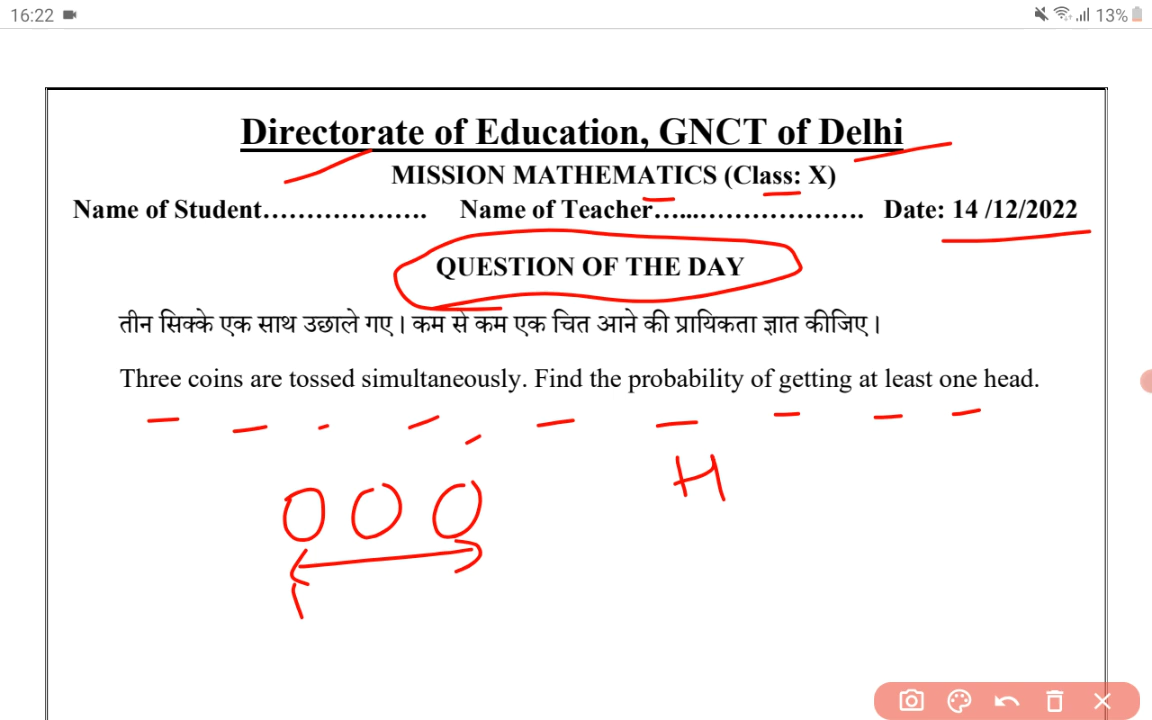 16:22
13%
Directorate of Education, GNCT of Delhi
MISSION MATHEMATICS (Class: X)
Name of Student……………….. Name of Teacher…...………………. Date: 14 /12/2022
QUESTION OF THE DAY
तीन सिक्के एक साथ उछाले गए। कम से कम एक चित आने की प्रायिकता ज्ञात कीजिए।
Three coins are tossed simultaneously. Find the probability of getting at least one head.
H